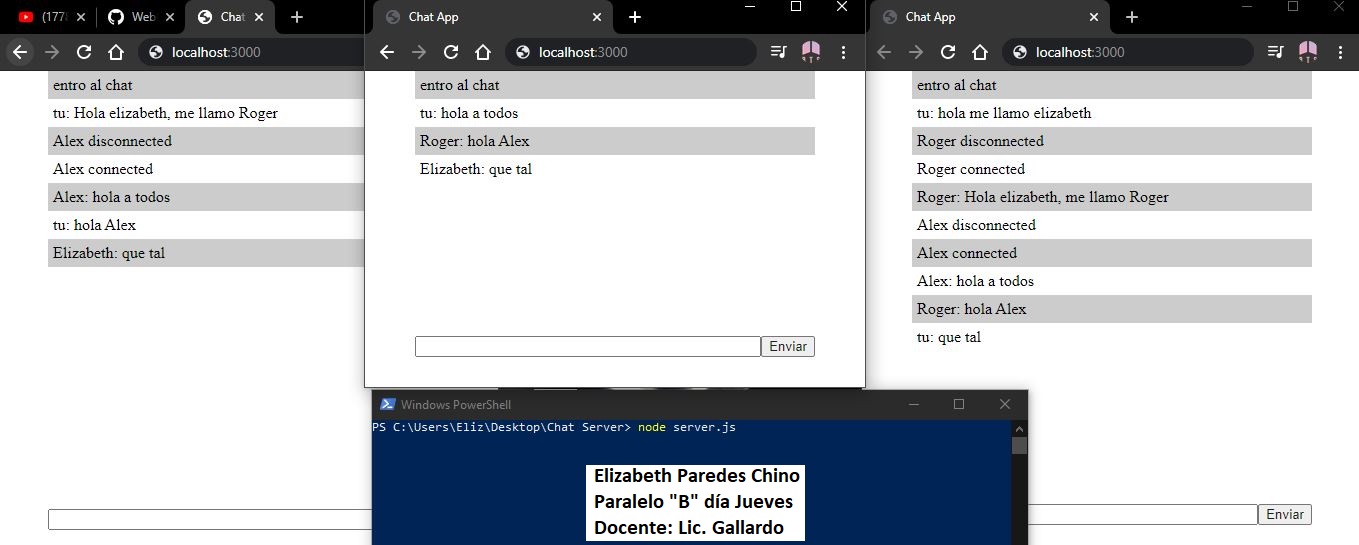 (177
Web
Chat
localhost:3000
entro al chat
tu: Hola elizabeth, me llamo Roger
Alex disconnected
Alex connected
Alex: hola a todos
tu: hola Alex
Elizabeth: que tal
Chat App
localhost:3000
entro al chat
tu: hola a todos
Roger: hola Alex
Elizabeth: que tal
Enviar
Chat App
localhost:3000
entro al chat
tu: hola me llamo elizabeth
Roger disconnected
Roger connected
Roger: Hola elizabeth, me llamo Roger
Alex disconnected
Alex connected
Alex: hola a todos
Roger: hola Alex
tu: que tal
Enviar
Windows PowerShell
PS C:\Users\Eliz\Desktop\Chat Server> node server.js
Elizabeth Paredes Chino
Paralelo "B" día Jueves
Docente: Lic. Gallardo